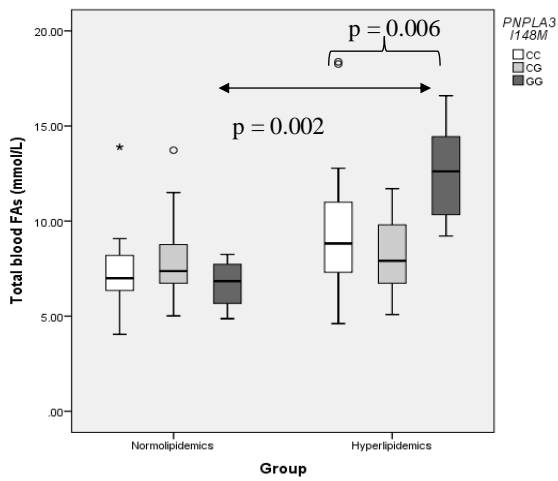 p = 0.006
PNPLA3
I148M
CC
CG
GG
p = 0.002
Total blood FAs (mmol/L)
20.00
15.00
10.00
5.00
.00
Normolipidemics
Hyperlipidemics
Group